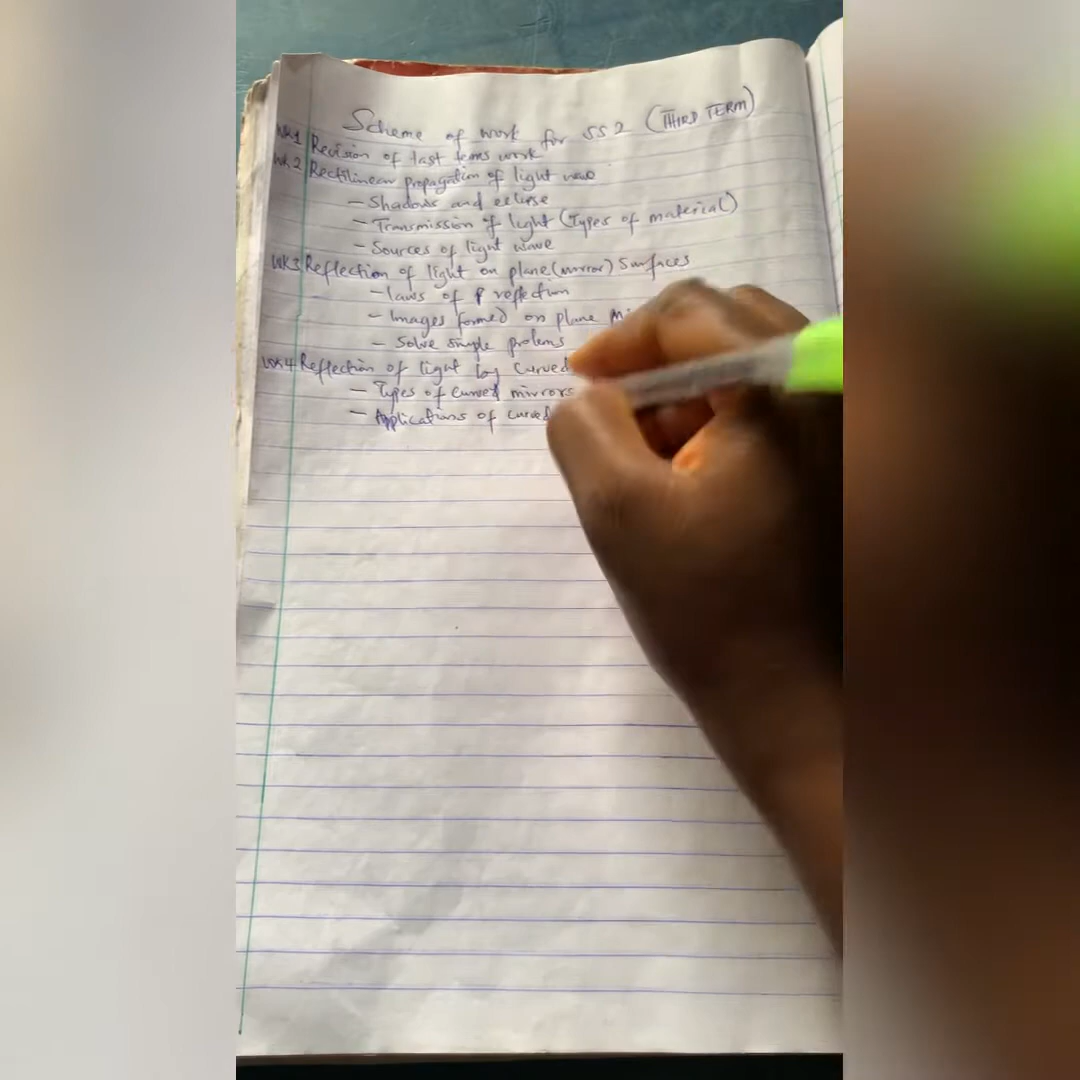 Scheme of work for SS2 (THIRD TERM)
WK1 Revision of last terms work
WK2 Rectilinear propagation of light wave
- Shadows and eclipse
- Transmission of light (Types of material)
- Sources of light wave
WK3 Reflection of light on plane (mirror) Surfaces
- laws of reflection
- Images formed on plane Mi
- Solve simple prolems
WK4 Reflection of light by Curved
- Types of Curved mirrors
- Applications of curved